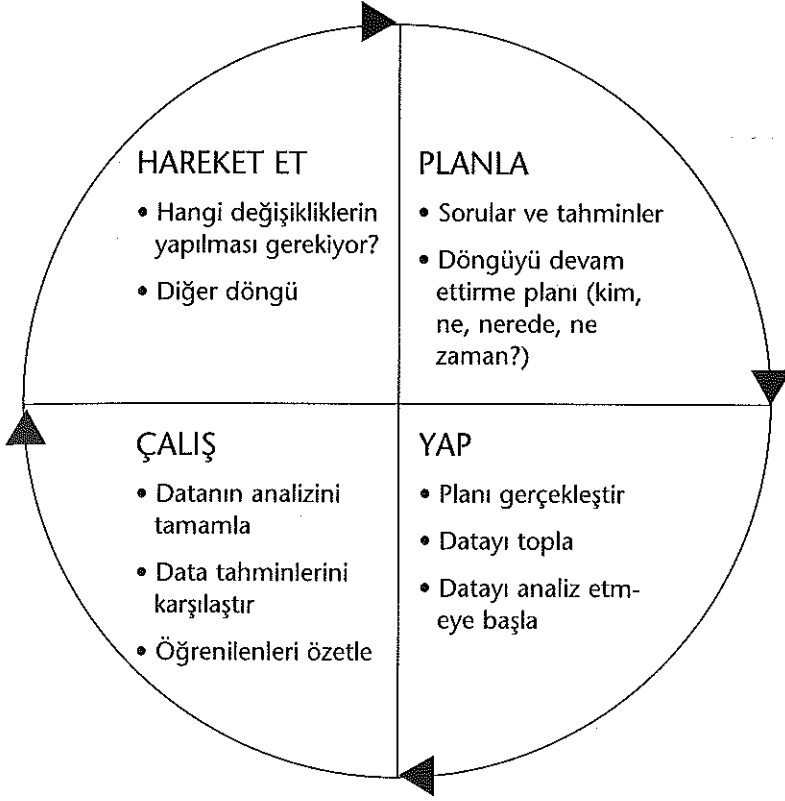 HAREKET ET
• Hangi değişikliklerin
yapılması gerekiyor?
• Diğer döngü
PLANLA
• Sorular ve tahminler
• Döngüyü devam
ettirme planı (kim,
ne, nerede, ne
zaman?)
ÇALIŞ
• Datanın analizini
tamamla
• Data tahminlerini
karşılaştır
• Öğrenilenleri özetle
YAP
• Planı gerçekleştir
• Datayı topla
• Datayı analiz etm-
eye başla